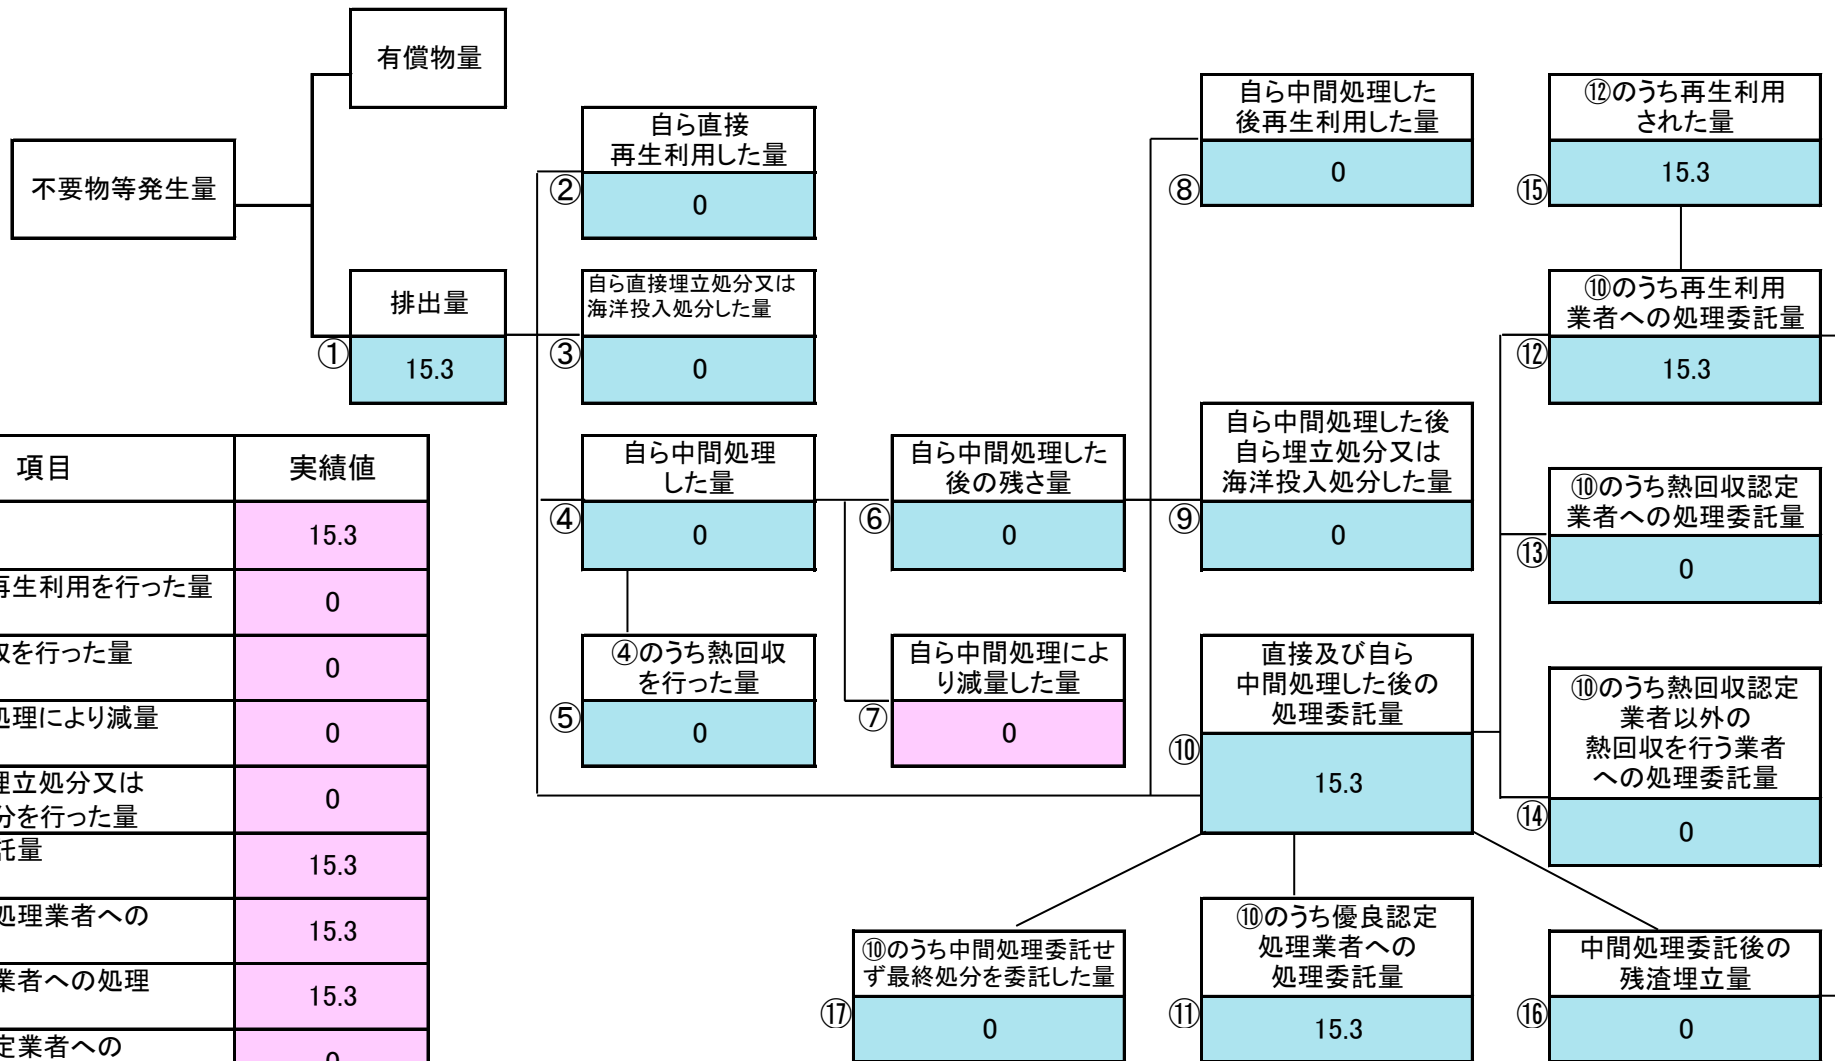 有償物量
不要物等発生量
排出量
①
15.3
自ら直接
再生利用した量
②
0
自ら直接埋立処分又は
海洋投入処分した量
③
0
自ら中間処理
した量
④
0
④のうち熱回収
を行った量
⑤
0
自ら中間処理した
後の残さ量
⑥
0
自ら中間処理によ
り減量した量
⑦
0
自ら中間処理した
後再生利用した量
⑧
0
自ら中間処理した後
自ら埋立処分又は
海洋投入処分した量
⑨
0
直接及び自ら
中間処理した後の
処理委託量
⑩
15.3
⑩のうち優良認定
処理業者への
処理委託量
⑪
15.3
⑫のうち再生利用
された量
⑮
15.3
⑩のうち再生利用
業者への処理委託量
⑫
15.3
⑩のうち熱回収認定
業者への処理委託量
⑬
0
⑩のうち熱回収認定
業者以外の
熱回収を行う業者
への処理委託量
⑭
0
中間処理委託後の
残渣埋立量
⑯
0
⑩のうち中間処理委託せ
ず最終処分を委託した量
⑰
0
項目 実績値
15.3
再生利用を行った量 0
を行った量 0
処理により減量 0
埋立処分又は
分を行った量 0
託量 15.3
処理業者への 15.3
業者への処理 15.3
定業者への 0